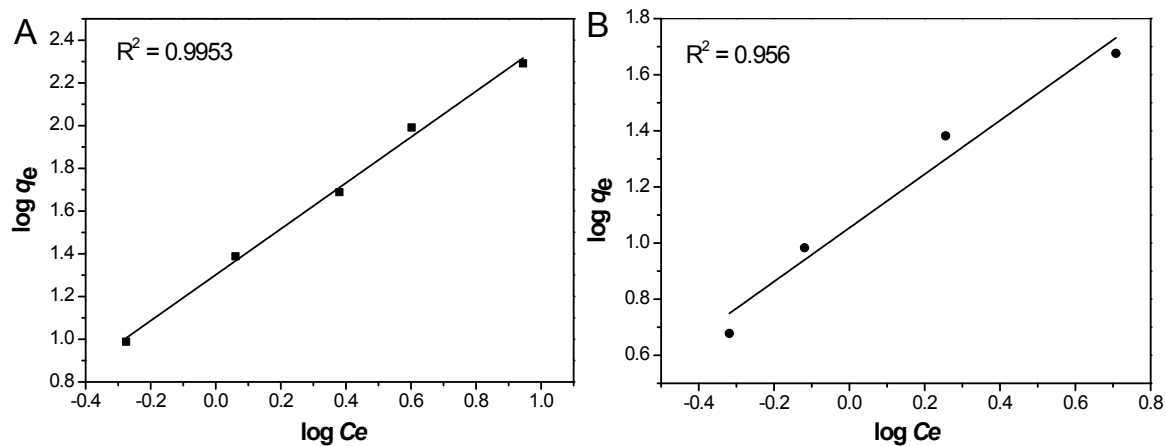 A
R² = 0.9953
2.4
2.2
2.0
1.8
1.6
1.4
1.2
1.0
0.8
log qe
-0.4 -0.2 0.0 0.2 0.4 0.6 0.8 1.0
log Ce
B
R² = 0.956
1.8
1.6
1.4
1.2
1.0
0.8
0.6
log qe
-0.4 -0.2 0.0 0.2 0.4 0.6 0.8
log Ce